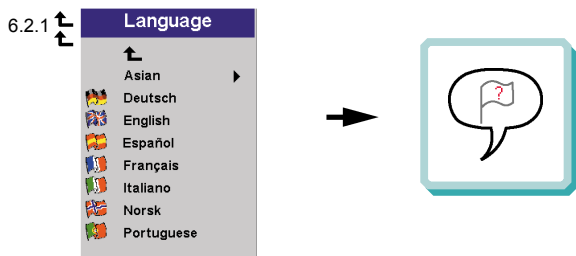 6.2.1
Language
Asian
Deutsch
English
Español
Français
Italiano
Norsk
Portuguese
?